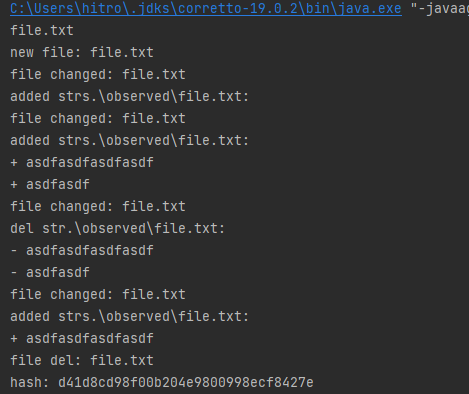 C:\Users\hitro\.jdks\corretto-19.0.2\bin\java.exe "-javaag
file.txt
new file: file.txt
file changed: file.txt
added strs.\observed\file.txt:
file changed: file.txt
added strs.\observed\file.txt:
+ asdfasdfasdfasdf
+ asdfasdf
file changed: file.txt
del str.\observed\file.txt:
- asdfasdfasdfasdf
- asdfasdf
file changed: file.txt
added strs.\observed\file.txt:
+ asdfasdfasdfasdf
file del: file.txt
hash: d41d8cd98f00b204e9800998ecf8427e